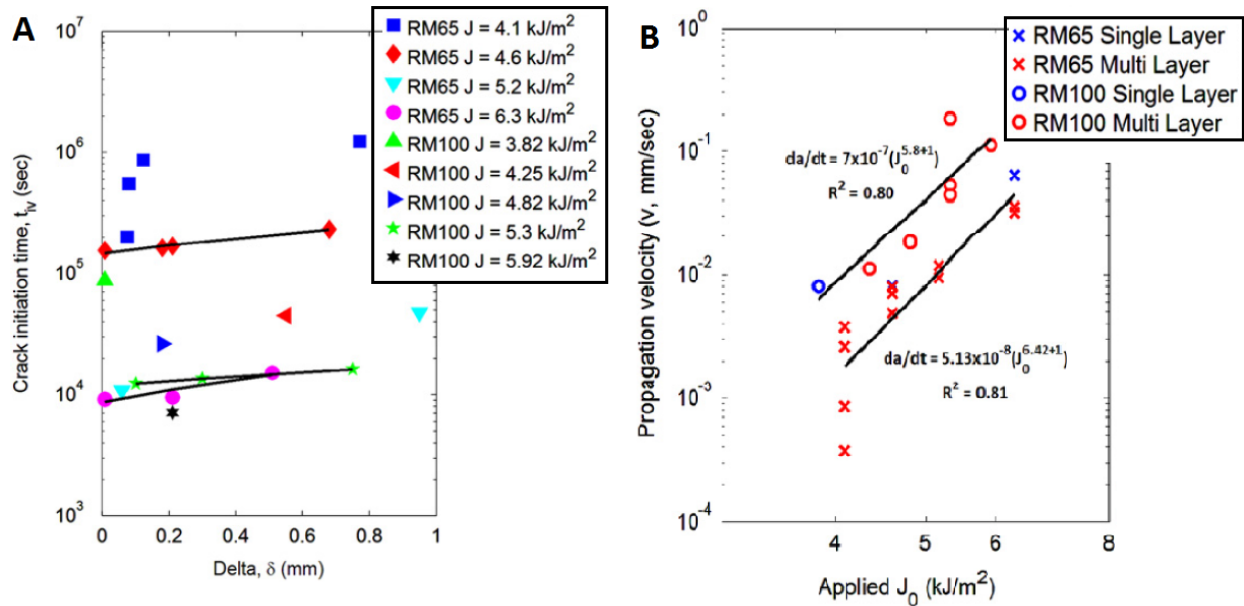 A
Crack initiation time, t_iv (sec)
10^7
10^6
10^5
10^4
10^3
0 0.2 0.4 0.6 0.8 1
Delta, δ (mm)
RM65 J = 4.1 kJ/m^2
RM65 J = 4.6 kJ/m^2
RM65 J = 5.2 kJ/m^2
RM65 J = 6.3 kJ/m^2
RM100 J = 3.82 kJ/m^2
RM100 J = 4.25 kJ/m^2
RM100 J = 4.82 kJ/m^2
RM100 J = 5.3 kJ/m^2
RM100 J = 5.92 kJ/m^2
B
Propagation velocity (v, mm/sec)
10^0
10^-1
10^-2
10^-3
10^-4
4 5 6 8
Applied J_0 (kJ/m^2)
RM65 Single Layer
RM65 Multi Layer
RM100 Single Layer
RM100 Multi Layer
da/dt = 7x10^-7(J_0^5.8+1)
R^2 = 0.80
da/dt = 5.13x10^-8(J_0^6.42+1)
R^2 = 0.81